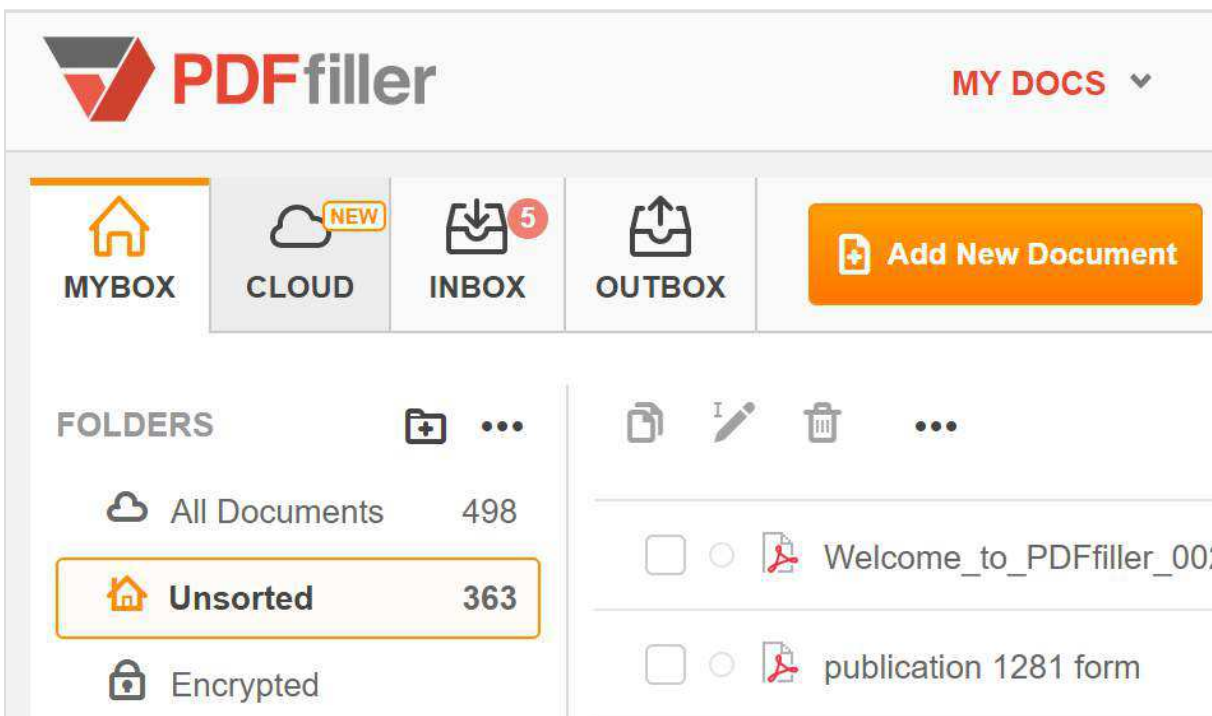 PDFfiller
MY DOCS
NEW
5
MYBOX
CLOUD
INBOX
OUTBOX
Add New Document
FOLDERS
All Documents 498
Unsorted 363
Encrypted
Welcome_to_PDFfiller_002
publication 1281 form